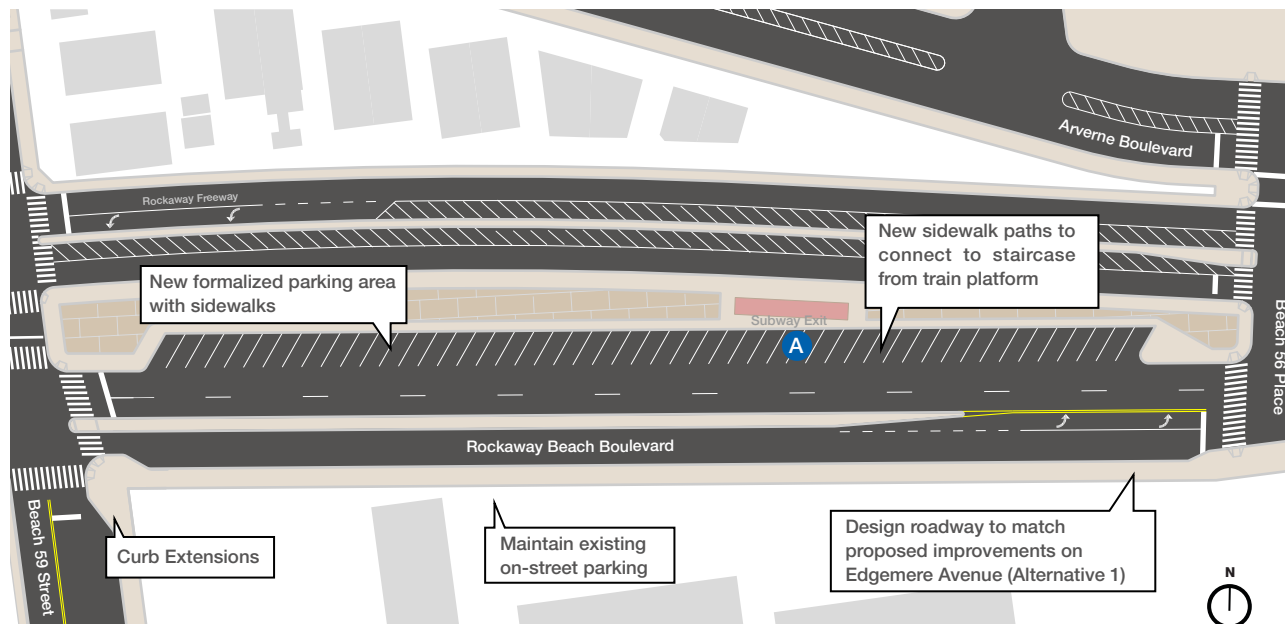 Arverne Boulevard
Rockaway Freeway
New sidewalk paths to
connect to staircase
from train platform
New formalized parking area
with sidewalks
Subway Exit
A
Beach 56 Place
Rockaway Beach Boulevard
Beach 59 Street
Curb Extensions
Maintain existing
on-street parking
Design roadway to match
proposed improvements on
Edgemere Avenue (Alternative 1)
N